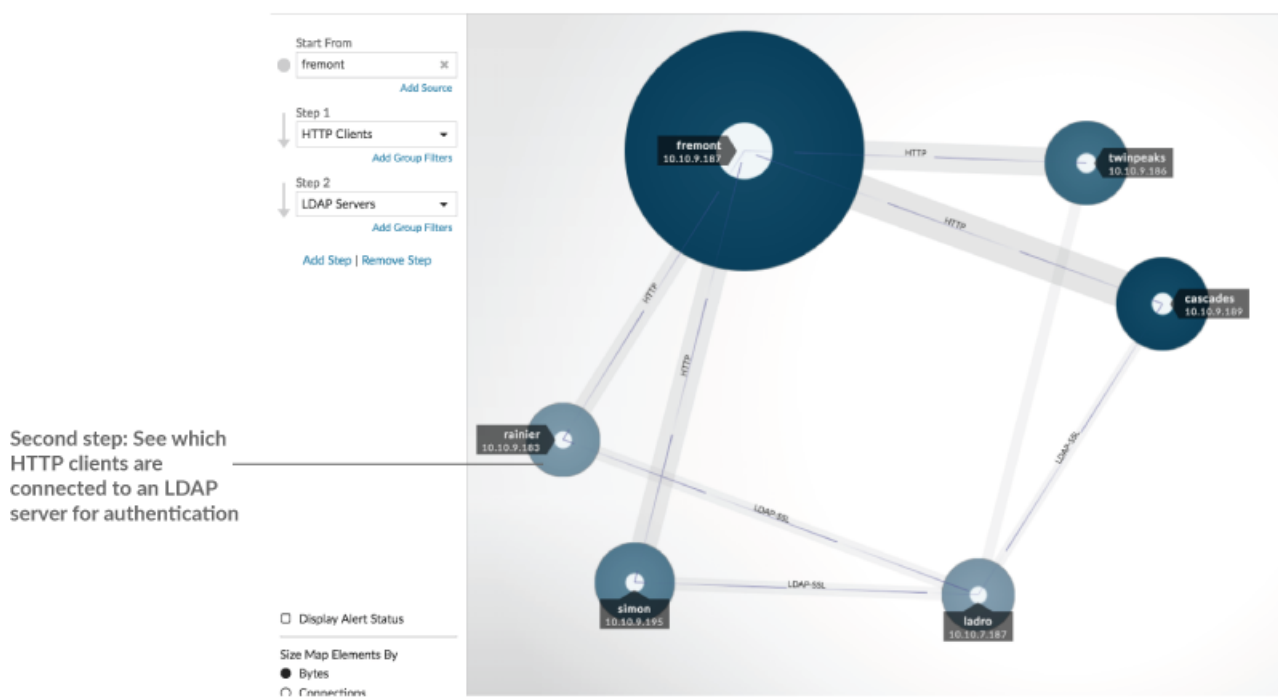 Start From
fremont
Add Source
Step 1
HTTP Clients
Add Group Filters
Step 2
LDAP Servers
Add Group Filters
Add Step | Remove Step
fremont
10.10.9.187
HTTP
twinpeaks
10.10.9.186
HTTP
cascades
10.10.9.189
HTTP
HTTP
rainier
10.10.9.183
LDAP-SSL
LDAP-SSL
LDAP-SSL
simon
10.10.9.195
ladro
10.10.7.187
Second step: See which
HTTP clients are
connected to an LDAP
server for authentication
Display Alert Status
Size Map Elements By
Bytes
Connections